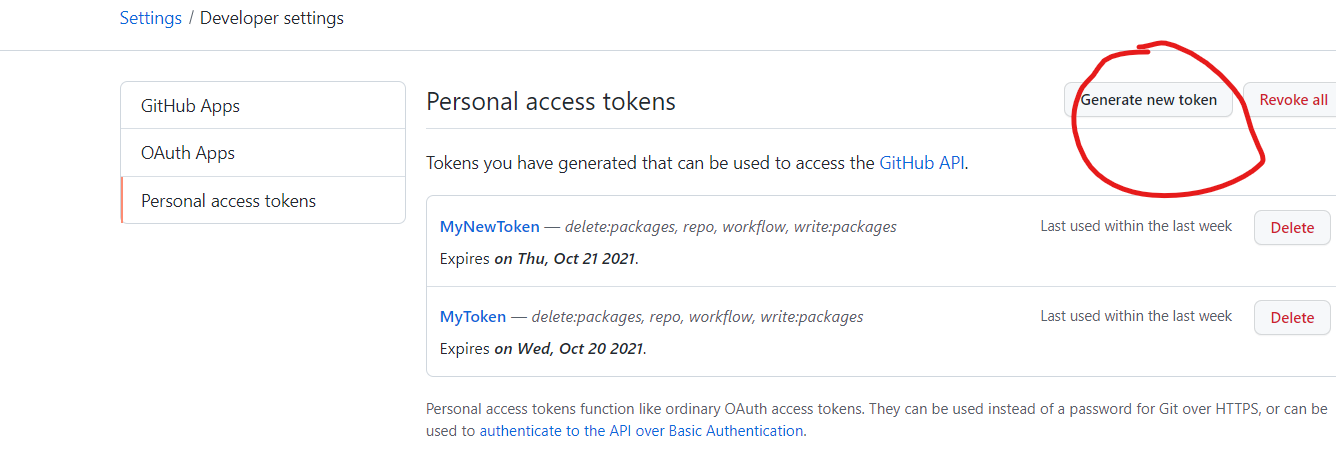 Settings / Developer settings
GitHub Apps
OAuth Apps
Personal access tokens
Personal access tokens
Generate new token
Revoke all
Tokens you have generated that can be used to access the GitHub API.
MyNewToken — delete:packages, repo, workflow, write:packages
Last used within the last week
Delete
Expires on Thu, Oct 21 2021.
MyToken — delete:packages, repo, workflow, write:packages
Last used within the last week
Delete
Expires on Wed, Oct 20 2021.
Personal access tokens function like ordinary OAuth access tokens. They can be used instead of a password for Git over HTTPS, or can be
used to authenticate to the API over Basic Authentication.